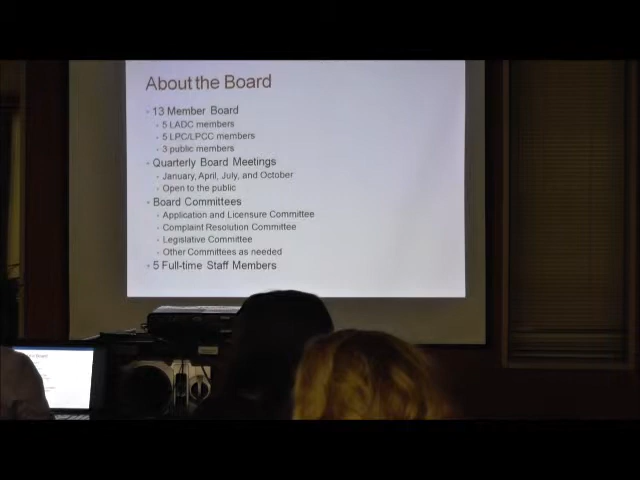 About the Board
13 Member Board
5 LADC members
5 LPC/LPCC members
3 public members
Quarterly Board Meetings
January, April, July, and October
Open to the public
Board Committees
Application and Licensure Committee
Complaint Resolution Committee
Legislative Committee
Other Committees as needed
5 Full-time Staff Members